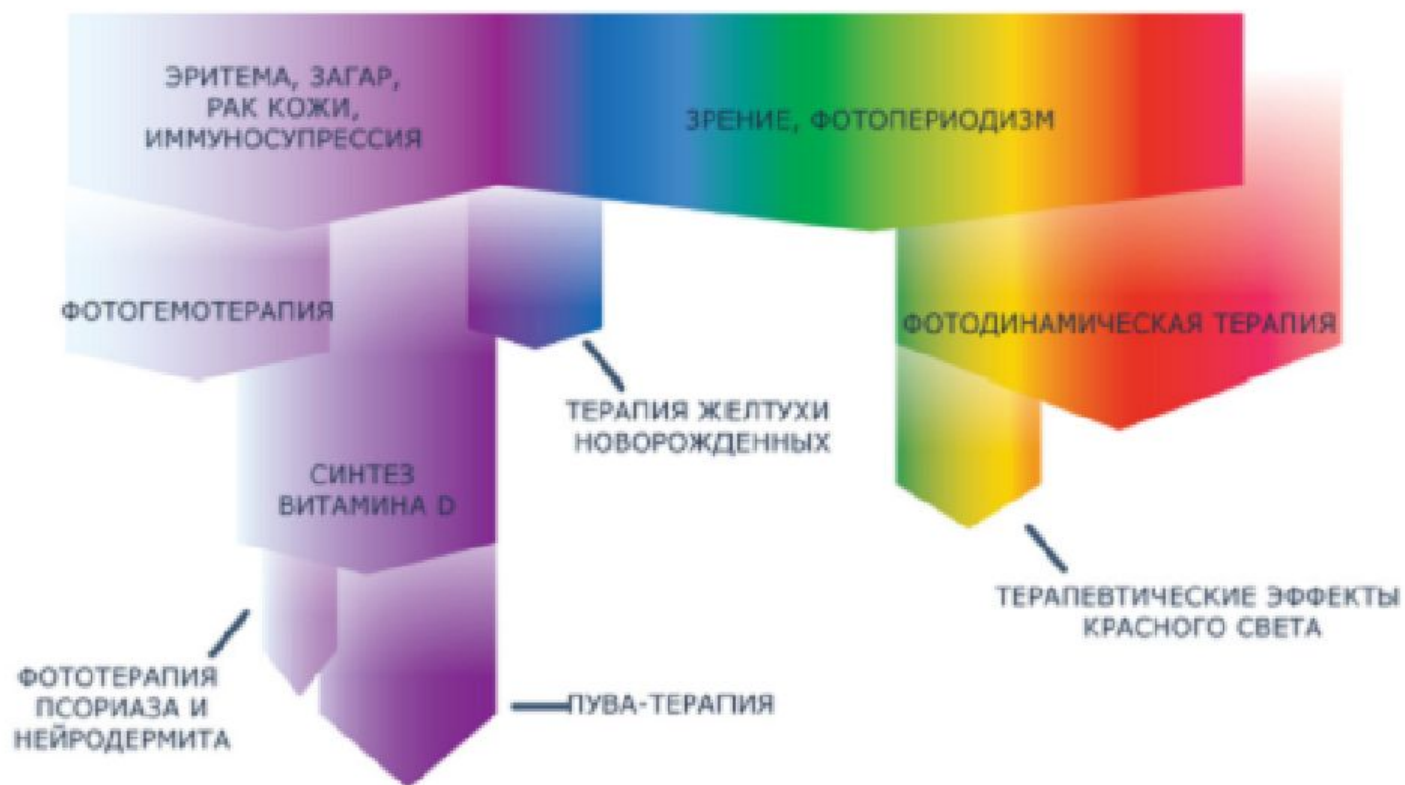 ЭРИТЕМА, ЗАГАР,
РАК КОЖИ,
ИММУНОСУПРЕССИЯ
ЗРЕНИЕ, ФОТОПЕРИОДИЗМ
ФОТОГЕМОТЕРАПИЯ
ФОТОДИНАМИЧЕСКАЯ ТЕРАПИЯ
ТЕРАПИЯ ЖЕЛТУХИ
НОВОРОЖДЕННЫХ
СИНТЕЗ
ВИТАМИНА D
ТЕРАПЕВТИЧЕСКИЕ ЭФФЕКТЫ
КРАСНОГО СВЕТА
ФОТОТЕРАПИЯ
ПСОРИАЗА И
НЕЙРОДЕРМИТА
ПУВА-ТЕРАПИЯ